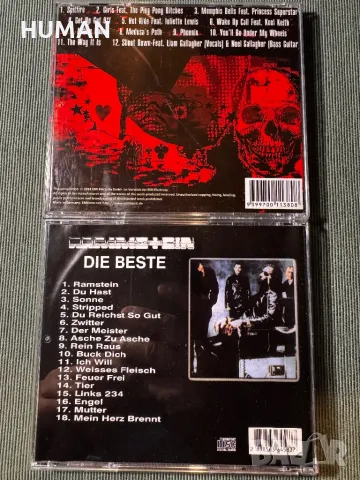 HUMAN
1. Spitfire 2. Girls Feat. The Ping Pong Bitches 3. Memphis Bells Feat. Princess Superstar
Get Up Get Off 5. Hot Ride Feat. Juliette Lewis 6. Wake Up Call Feat. Kool Keith
8. Medusa's Path 9. Phoenix 10. You'll Be Under My Wheels
11. The Way It Is 12. Shoot Down Feat. Liam Gallagher (Vocals) & Noel Gallagher (Bass Guitar
RAMMSTEIN
DIE BESTE
1. Ramstein
2. Du Hast
3. Sonne
4. Stripped
5. Du Reichst So Gut
6. Zwitter
7. Der Meister
8. Asche Zu Asche
9. Rein Raus
10. Buck Dich
11. Ich Will
12. Weisses Fleisch
13. Feuer Frei
14. Tier
15. Links 234
16. Engel
17. Mutter
18. Mein Herz Brennt